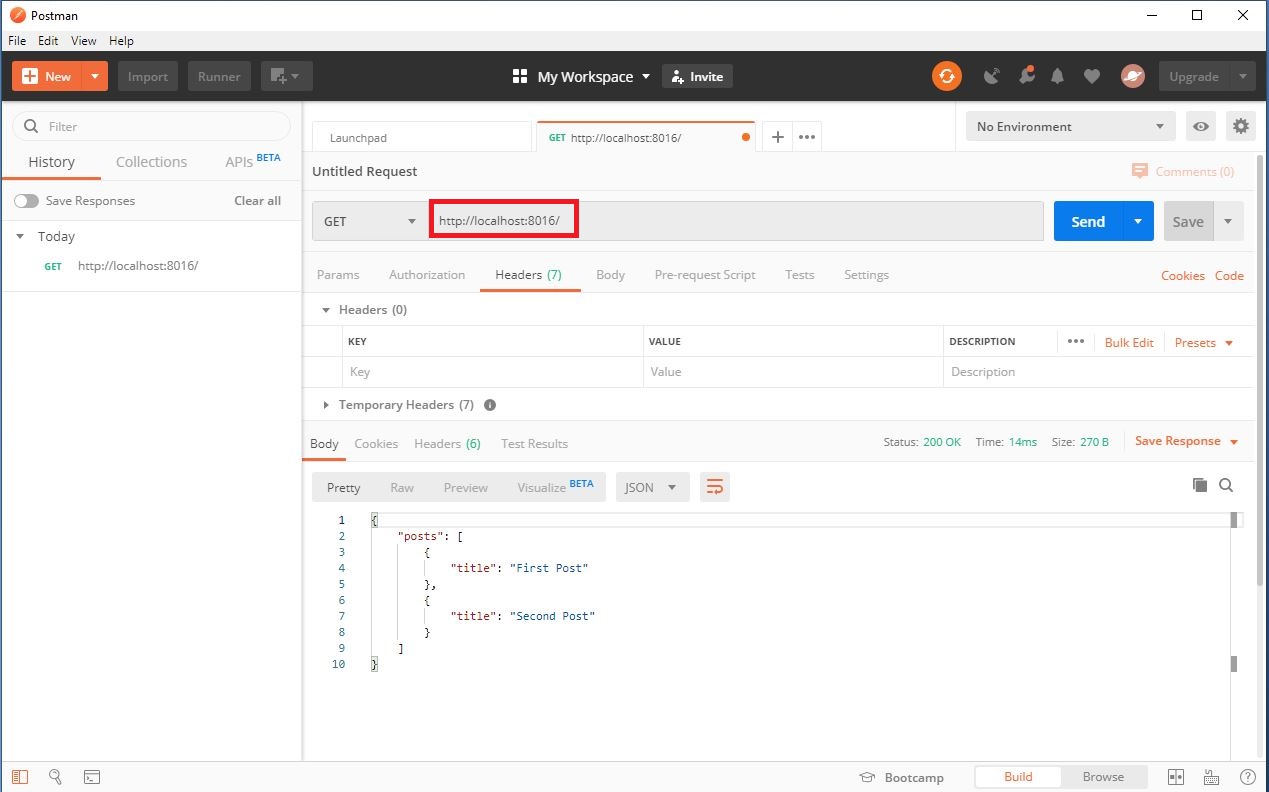 Postman
File Edit View Help
New Import Runner My Workspace Invite Upgrade
Filter
History Collections APIs BETA
Save Responses Clear all
Today
GET http://localhost:8016/
Launchpad GET http://localhost:8016/ No Environment
Untitled Request Comments (0)
GET http://localhost:8016/ Send Save
Params Authorization Headers (7) Body Pre-request Script Tests Settings Cookies Code
Headers (0)
KEY VALUE DESCRIPTION Bulk Edit Presets
Key Value Description
Temporary Headers (7)
Body Cookies Headers (6) Test Results Status: 200 OK Time: 14ms Size: 270 B Save Response
Pretty Raw Preview Visualize BETA JSON
1 {
2 "posts": [
3 {
4 "title": "First Post"
5 },
6 {
7 "title": "Second Post"
8 }
9 ]
10 }
Bootcamp Build Browse